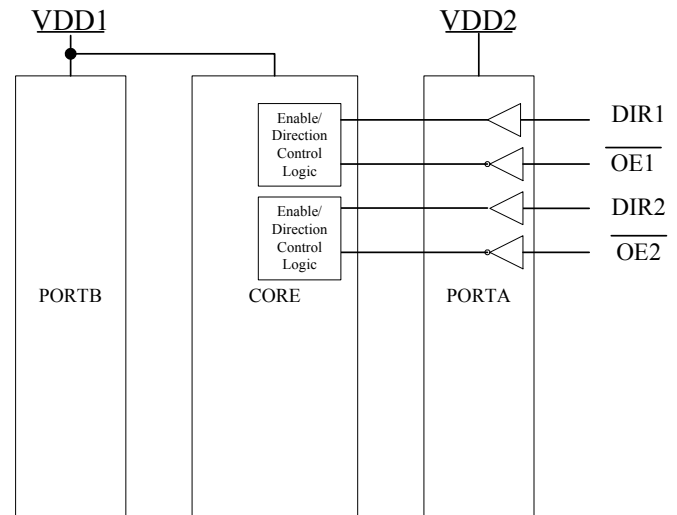 VDD1
VDD2
Enable/
Direction
Control
Logic
DIR1
OE1
Enable/
Direction
Control
Logic
DIR2
OE2
PORTB
CORE
PORTA